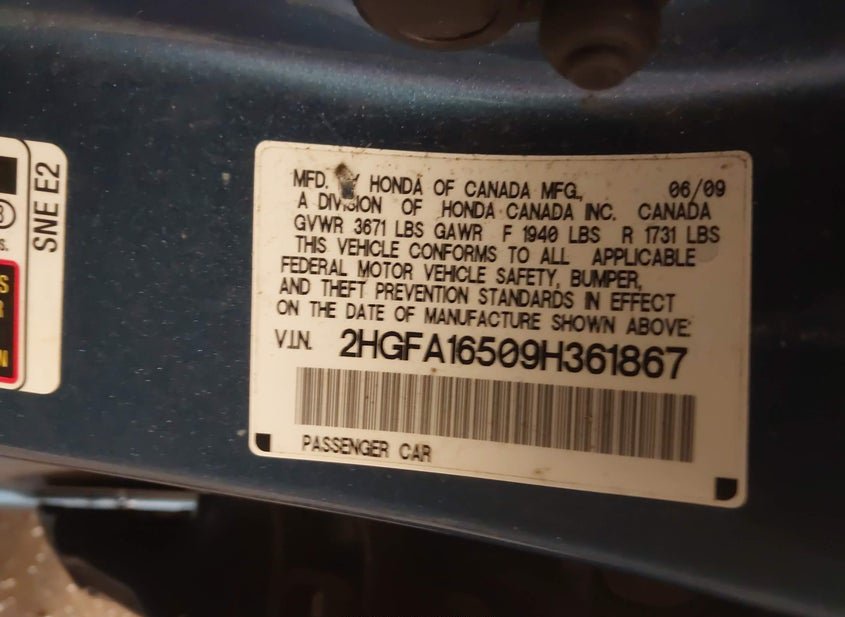 MFD. HONDA OF CANADA MFG., 06/09
A DIVISION OF HONDA CANADA INC. CANADA
GVWR 3671 LBS GAWR F 1940 LBS R 1731 LBS
THIS VEHICLE CONFORMS TO ALL APPLICABLE
FEDERAL MOTOR VEHICLE SAFETY, BUMPER,
AND THEFT PREVENTION STANDARDS IN EFFECT
ON THE DATE OF MANUFACTURE SHOWN ABOVE:
V.I.N. 2HGFA16509H361867
PASSENGER CAR
SNE E2